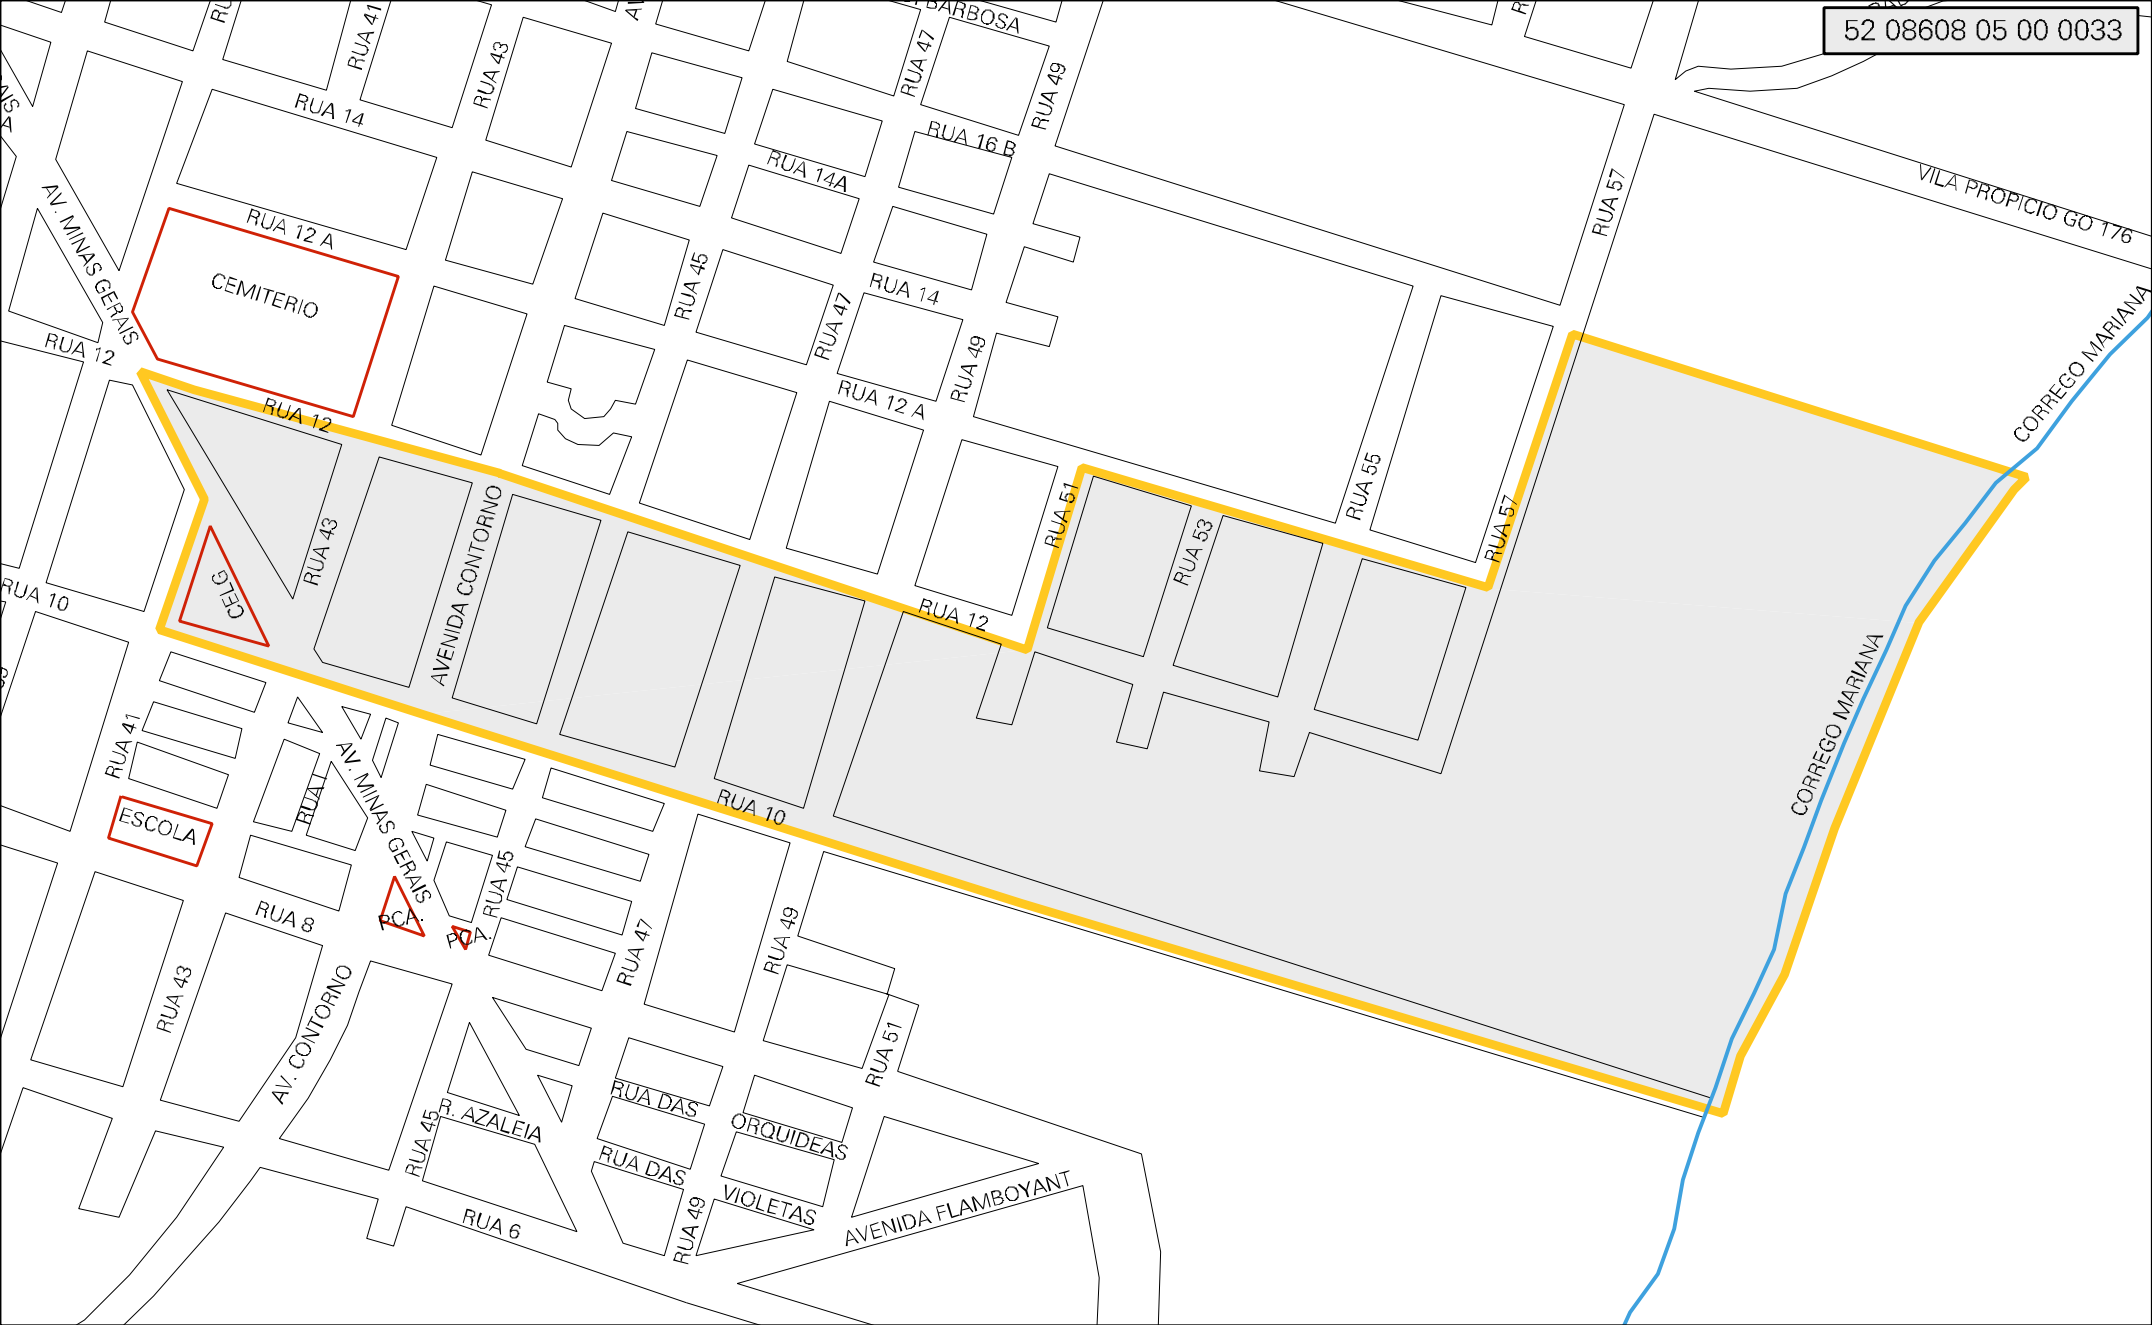 BARBOSA
52 08608 05 00 0033
RUA 41
RUA 43
RUA 47
RUA 49
RUA 14
RUA 16 B
RUA 14A
RUA 57
VILA PROPICIO GO 176
AV. MINAS GERAIS
RUA 12 A
CEMITERIO
RUA 45
RUA 14
RUA 47
RUA 12
RUA 49
RUA 12 A
CORREGO MARIANA
RUA 12
RUA 55
RUA 51
RUA 57
RUA 53
RUA 43
AVENIDA CONTORNO
CELG
RUA 10
RUA 12
CORREGO MARIANA
RUA 41
AV. MINAS GERAIS
RUA I
RUA 10
ESCOLA
RUA 45
RUA 8
PCA.
PCA.
RUA 47
RUA 49
RUA 43
AV. CONTORNO
RUA 51
RUA DAS
ORQUIDEAS
R. AZALEIA
RUA 45
RUA DAS
VIOLETAS
AVENIDA FLAMBOYANT
RUA 6
RUA 49